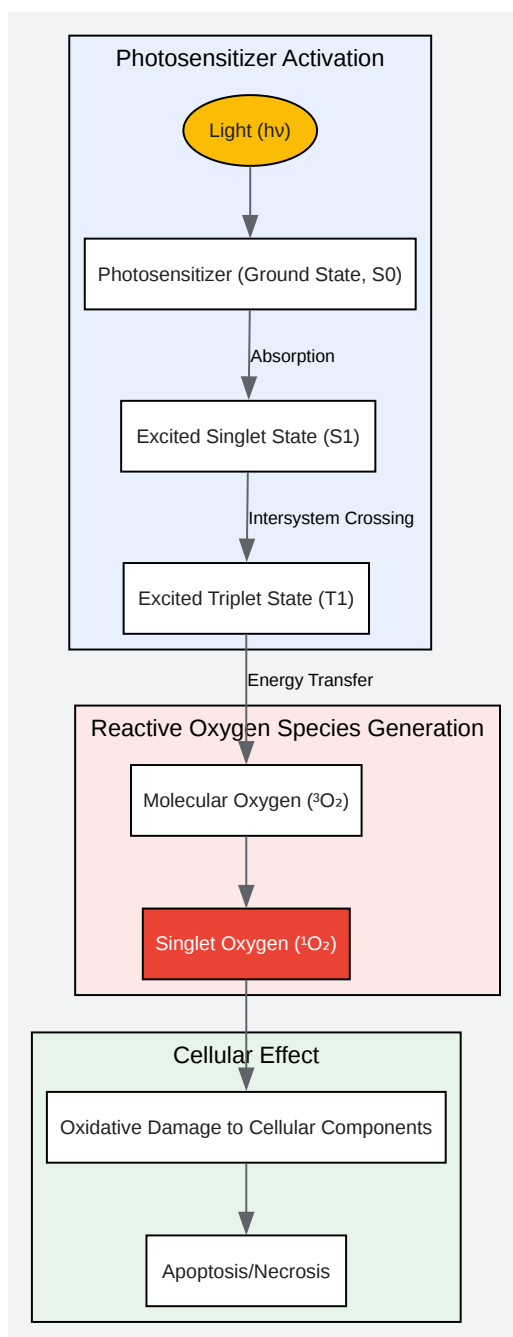 Photosensitizer Activation
Light (hν)
Photosensitizer (Ground State, S0)
Absorption
Excited Singlet State (S1)
Intersystem Crossing
Excited Triplet State (T1)
Energy Transfer
Reactive Oxygen Species Generation
Molecular Oxygen (³O₂)
Singlet Oxygen (¹O₂)
Cellular Effect
Oxidative Damage to Cellular Components
Apoptosis/Necrosis